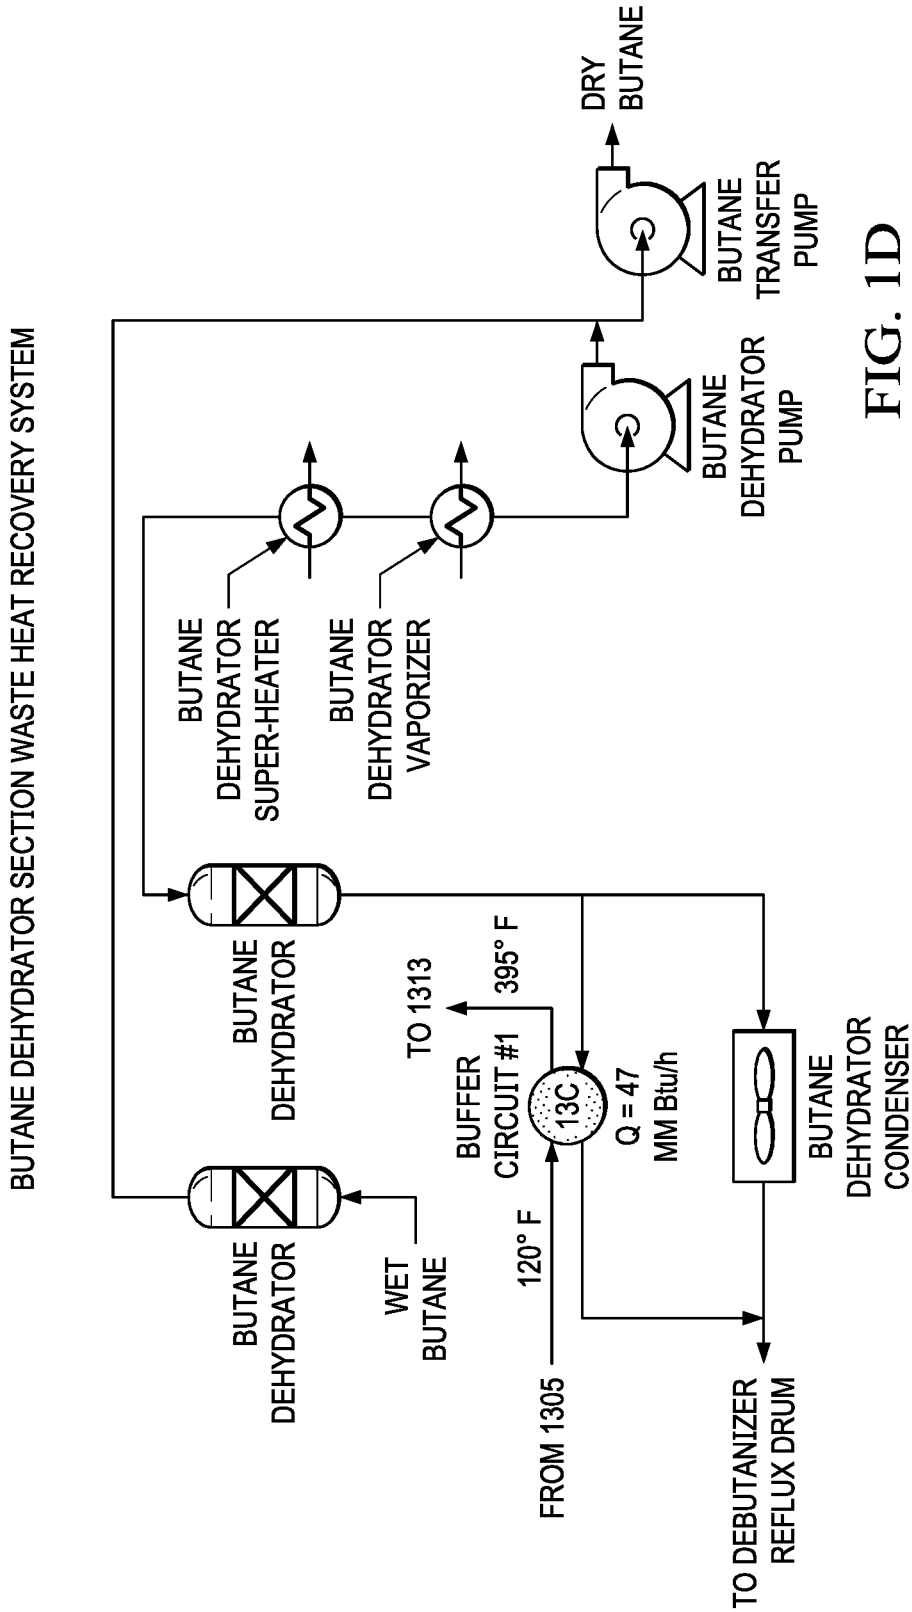 BUTANE DEHYDRATOR SECTION WASTE HEAT RECOVERY SYSTEM
BUTANE
DEHYDRATOR
WET
BUTANE
BUTANE
DEHYDRATOR
BUTANE
DEHYDRATOR
SUPER-HEATER
BUTANE
DEHYDRATOR
VAPORIZER
TO 1313
395° F
BUFFER
CIRCUIT #1
120° F
FROM 1305
13C
Q = 47
MM Btu/h
TO DEBUTANIZER
REFLUX DRUM
BUTANE
DEHYDRATOR
CONDENSER
BUTANE
DEHYDRATOR
PUMP
BUTANE
TRANSFER
PUMP
DRY
BUTANE
FIG. 1D